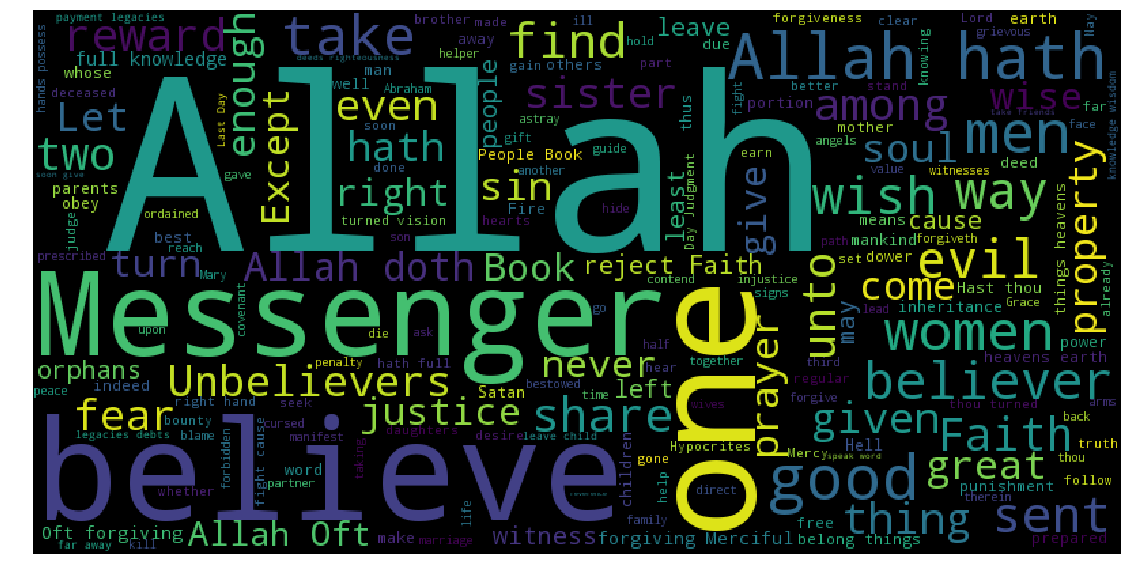 payment legacies
brother
made
ill
forgiveness
clear
Lord
earth
May
reward
take
find
leave
Allah hath
full knowledge
enough
away
helper
hold
due
knowing
grievous
hands possess
whose
deceased
Last Day
deeds righteousness
man
well
Abraham
people
gain
others
part
sister
thus
fight
better
stand
among
wise
take friends
far
face
knowledge wisdom
Let
Allah
even
soon
gift
astray
portion
mother
angels
men
two
Except
hath
done
People Book
another
guide
earn
soul
deed
value
witnesses
soon give
gave
right
sin
least
give
wish
way
property
parents
obey
ordained
turned vision
Fire
hide
hearts
Day Judgment
means
cause
judge
best
reach
son
path
mankind
forgiveth
things heavens
prescribed
turn
Mary
Allah doth
Book
reject Faith
unto
set
dower
evil
already
Messenger
covenant
upon
contend
injustice
signs
come
Hast thou
Grace
go
one
may
lead
inheritance
die
ask
half
third
women
power
orphans
penalty
hath full
never
hear
together
prayer
heavens earth
peace
indeed
Unbelievers
Satan
time
left
bestowed
regular
believer
right hand
seek
wives
forgive
thou turned
arms
fear
bounty
cursed
justice
share
given
Faith
back
legacies debts
blame
manifest
daughters
desire
leave child
Hypocrites
Hell
truth
believe
forbidden
fight cause
word
partner
taking
children
gone
Mercy
speak word
great
thou
follow
whether
help
direct
good
punishment
therein
life
family
free
thing
sent
Oft forgiving
Allah Oft
make
marriage
witness
forgiving Merciful
belong things
prepared
far away
kill